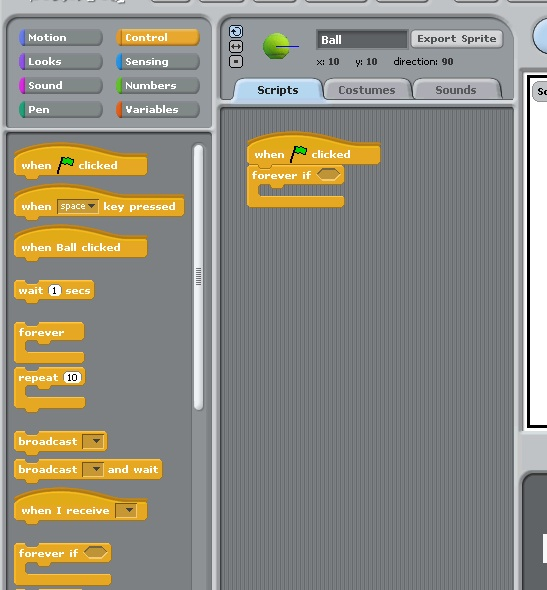 Motion Control
Looks Sensing
Sound Numbers
Pen Variables
when clicked
when space key pressed
when Ball clicked
wait 1 secs
forever
repeat 10
broadcast
broadcast and wait
when I receive
forever if
Ball Export Sprite
x: 10 y: 10 direction: 90
Scripts Costumes Sounds
when clicked
forever if